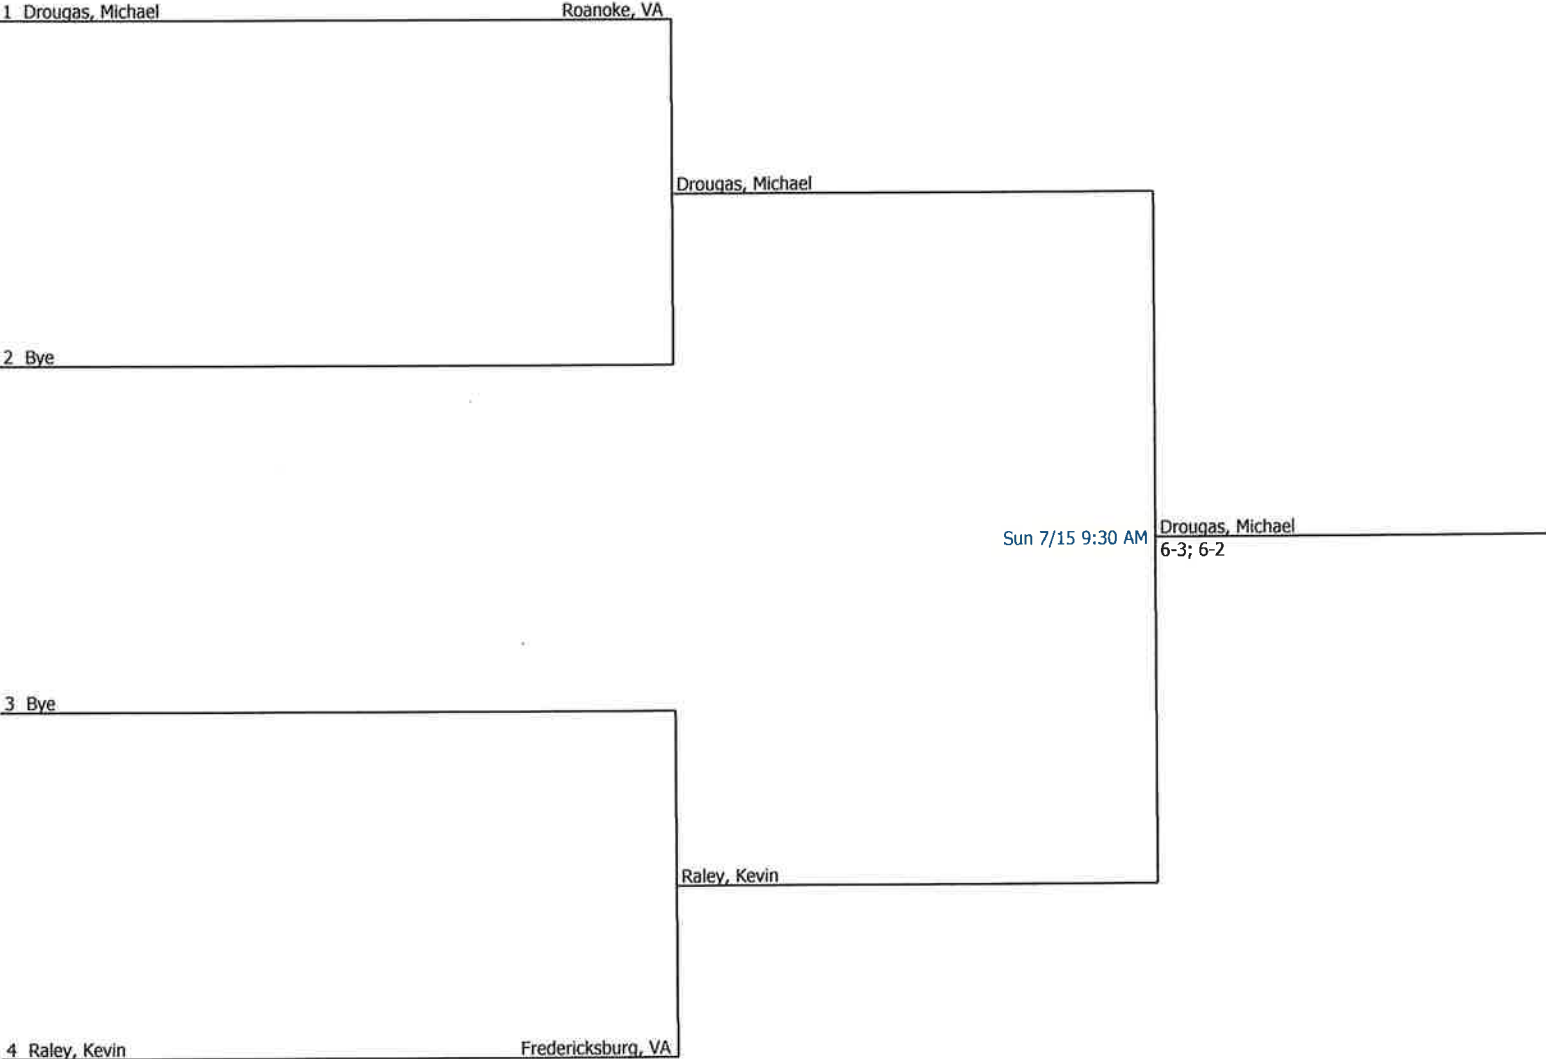 1 Drougas, Michael Roanoke, VA
Drougas, Michael
2 Bye
Sun 7/15 9:30 AM
Drougas, Michael
6-3; 6-2
3 Bye
Raley, Kevin
4 Raley, Kevin Fredericksburg, VA